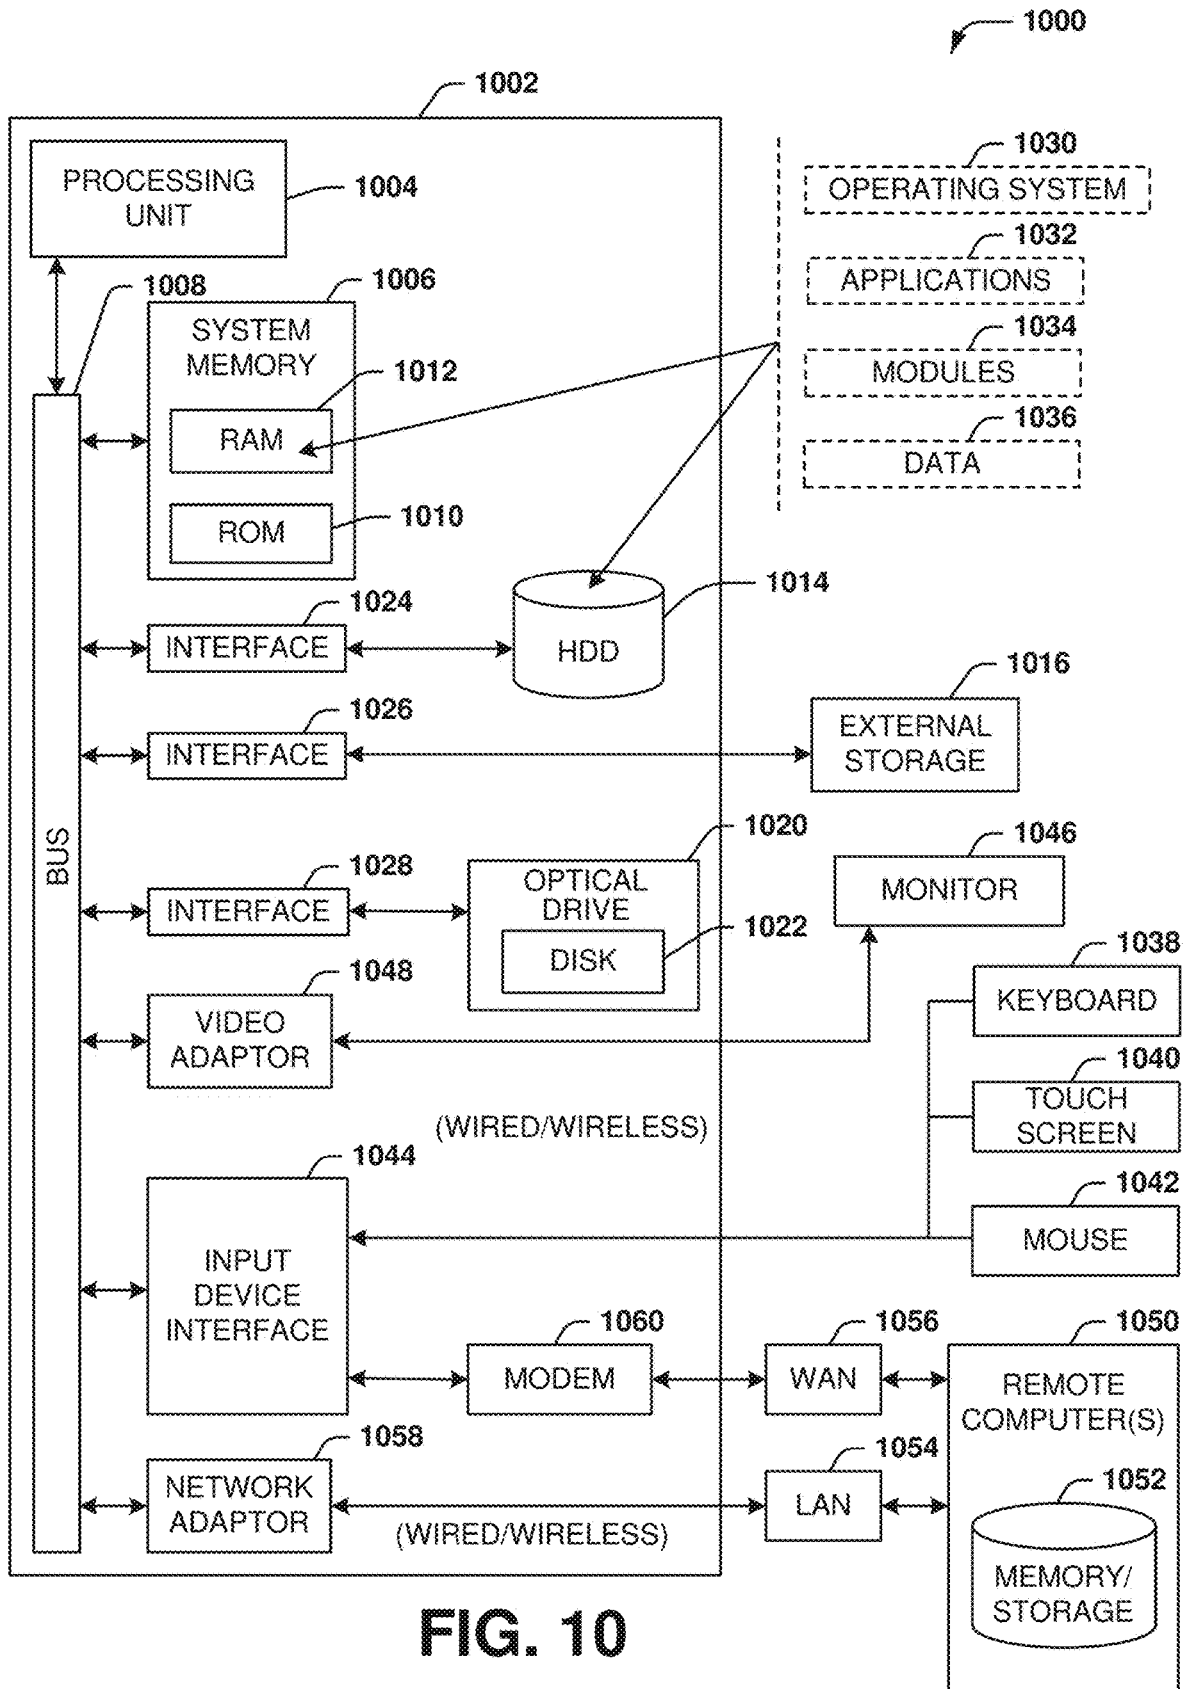 1000
1002
PROCESSING
UNIT
1004
1030
OPERATING SYSTEM
1032
APPLICATIONS
1034
MODULES
1036
DATA
1008
1006
SYSTEM
MEMORY
1012
RAM
1010
ROM
1024
INTERFACE
1014
HDD
1026
INTERFACE
1016
EXTERNAL
STORAGE
BUS
1028
INTERFACE
1020
OPTICAL
DRIVE
1022
DISK
1046
MONITOR
1048
VIDEO
ADAPTOR
1038
KEYBOARD
1040
TOUCH
SCREEN
(WIRED/WIRELESS)
1042
MOUSE
1044
INPUT
DEVICE
INTERFACE
1060
MODEM
1056
WAN
1050
REMOTE
COMPUTER(S)
1058
NETWORK
ADAPTOR
(WIRED/WIRELESS)
1054
LAN
1052
MEMORY/
STORAGE
FIG. 10